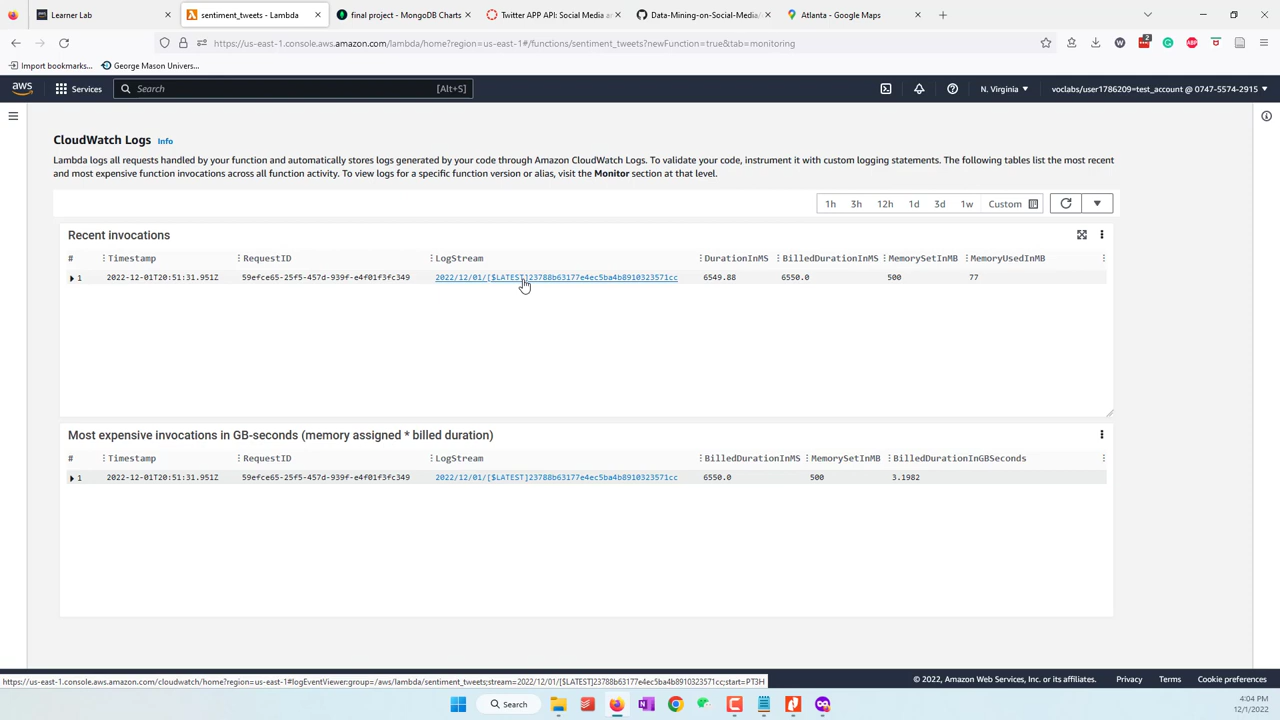 Learner Lab
sentiment_tweets - Lambda
final project - MongoDB Charts
Twitter APP API: Social Media an
Data-Mining-on-Social-Media/
Atlanta - Google Maps
https://us-east-1.console.aws.amazon.com/lambda/home?region=us-east-1#/functions/sentiment_tweets?newFunction=true&tab=monitoring
2
Import bookmarks...
George Mason Univers...
aws
Services
Search
[Alt+S]
N. Virginia
voclabs/user1786209=test_account @ 0747-5574-2915
CloudWatch Logs
Info
Lambda logs all requests handled by your function and automatically stores logs generated by your code through Amazon CloudWatch Logs. To validate your code, instrument it with custom logging statements. The following tables list the most recent
and most expensive function invocations across all function activity. To view logs for a specific function version or alias, visit the Monitor section at that level.
1h 3h 12h 1d 3d 1w Custom
Recent invocations
# Timestamp RequestID LogStream DurationInMS BilledDurationInMS MemorySetInMB MemoryUsedInMB
1 2022-12-01T20:51:31.951Z 59efce65-25f5-457d-939f-e4f01f3fc349 2022/12/01/[$LATEST]23788b63177e4ec5ba4b8910323571cc 6549.88 6550.0 500 77
Most expensive invocations in GB-seconds (memory assigned * billed duration)
# Timestamp RequestID LogStream BilledDurationInMS MemorySetInMB BilledDurationInGBSeconds
1 2022-12-01T20:51:31.951Z 59efce65-25f5-457d-939f-e4f01f3fc349 2022/12/01/[$LATEST]23788b63177e4ec5ba4b8910323571cc 6550.0 500 3.1982
https://us-east-1.console.aws.amazon.com/cloudwatch/home?region=us-east-1#logEventViewer:group=/aws/lambda/sentiment_tweets;stream=2022/12/01/[$LATEST]23788b63177e4ec5ba4b8910323571cc;start=PT3H
© 2022, Amazon Web Services, Inc. or its affiliates.
Privacy
Terms
Cookie preferences
Search
4:04 PM
12/1/2022